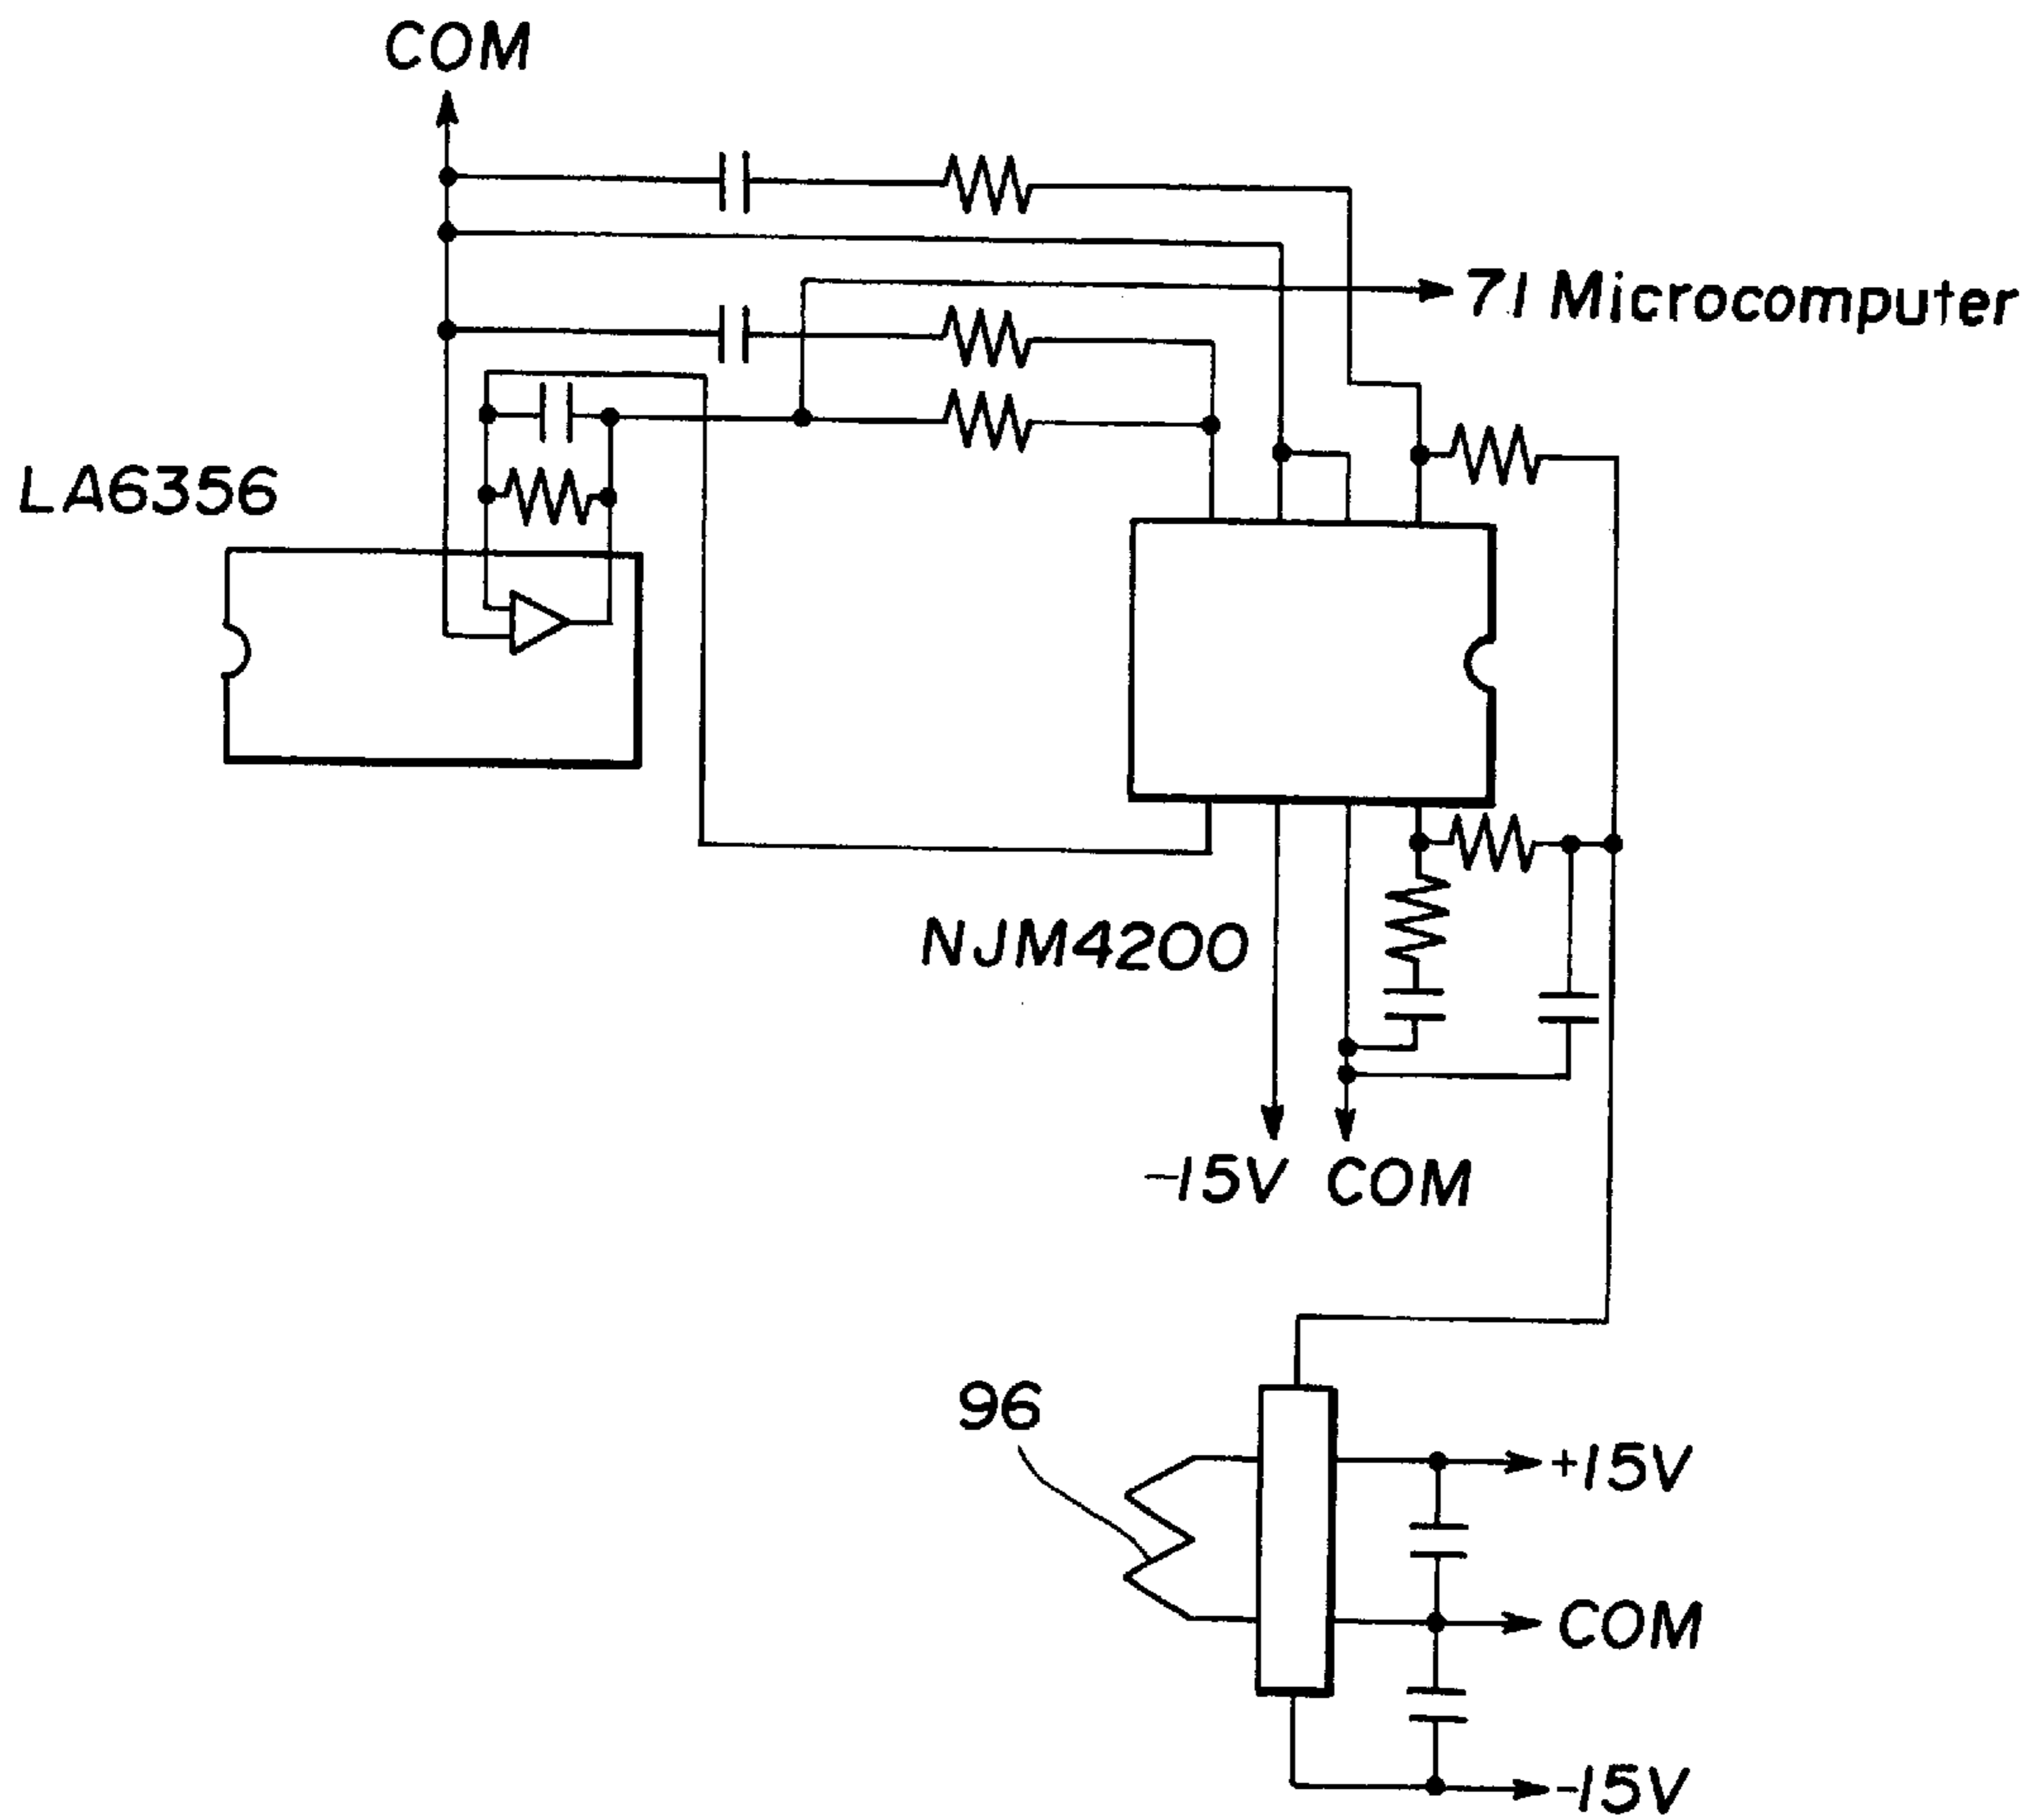 COM
71 Microcomputer
LA6356
NJM4200
-15V COM
96
+15V
COM
-15V